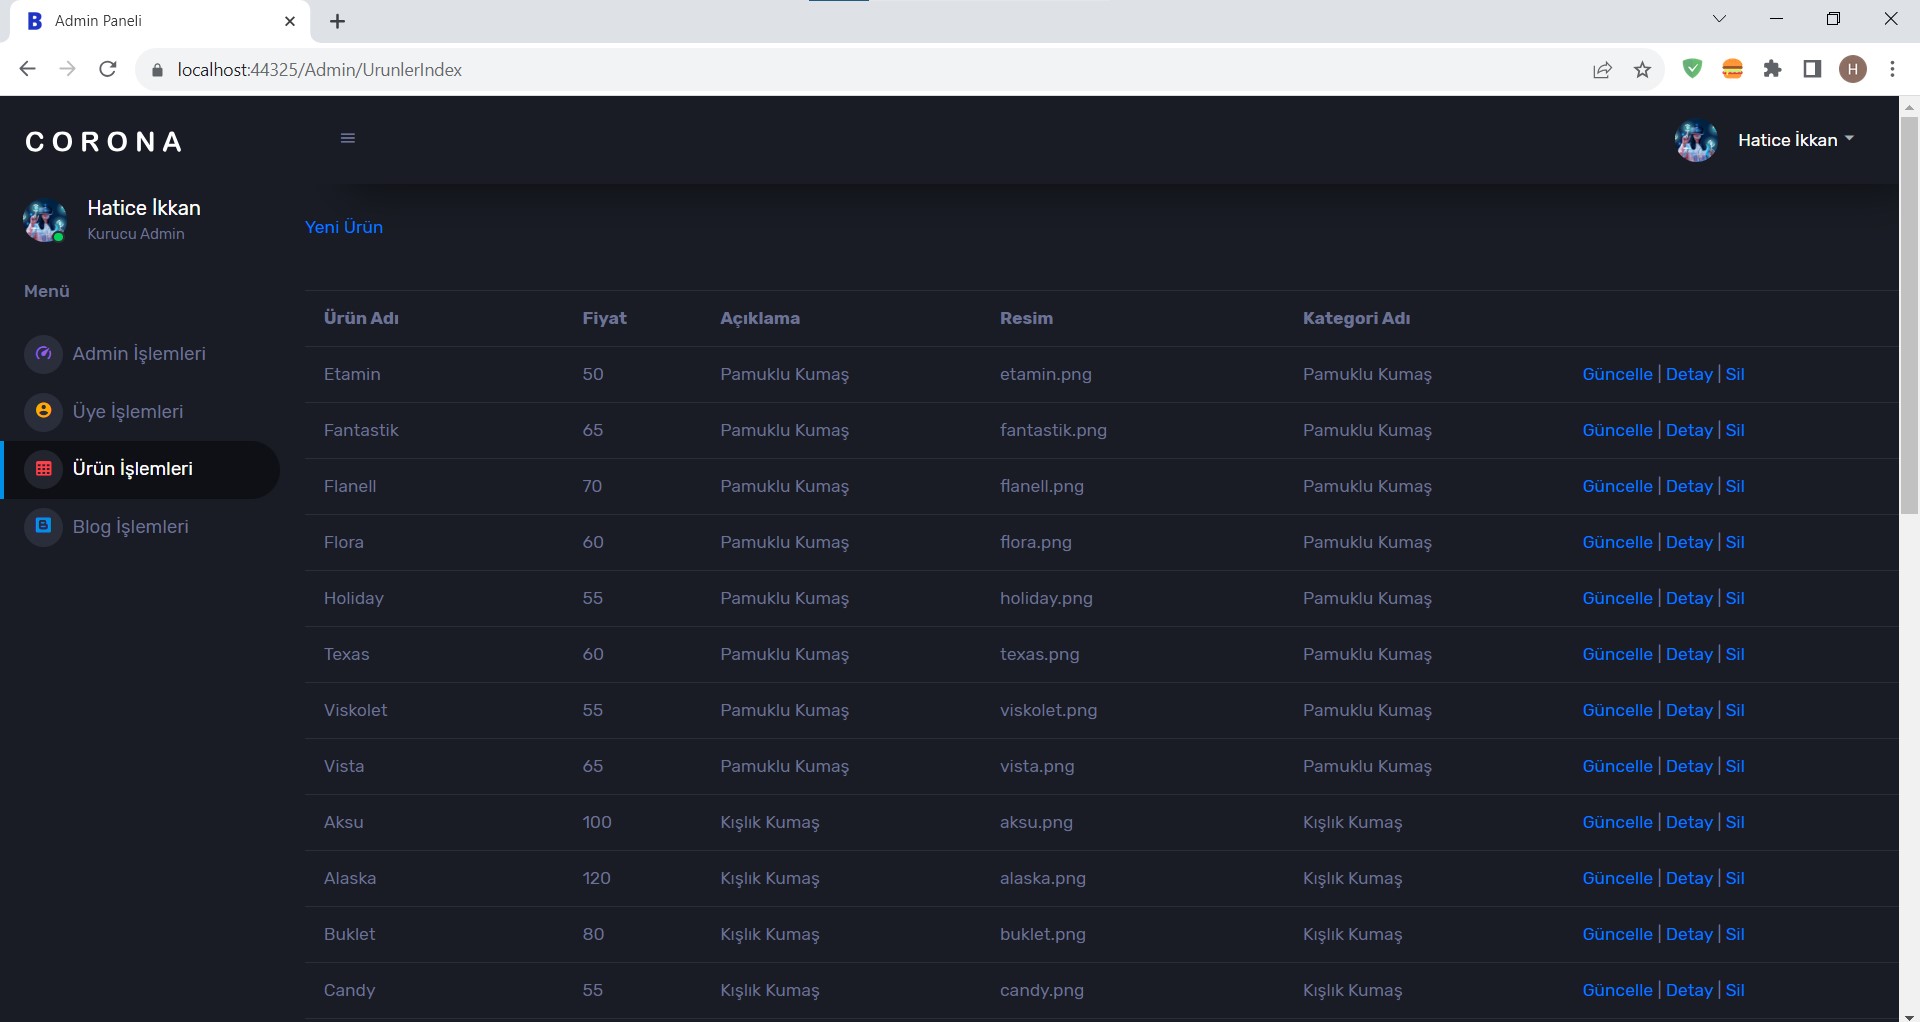 B Admin Paneli
localhost:44325/Admin/UrunlerIndex
H
CORONA
Hatice İkkan
Hatice İkkan
Kurucu Admin
Yeni Ürün
Menü
Admin İşlemleri
Üye İşlemleri
Ürün İşlemleri
B Blog İşlemleri
Ürün Adı Fiyat Açıklama Resim Kategori Adı
Etamin 50 Pamuklu Kumaş etamin.png Pamuklu Kumaş Güncelle | Detay | Sil
Fantastik 65 Pamuklu Kumaş fantastik.png Pamuklu Kumaş Güncelle | Detay | Sil
Flanell 70 Pamuklu Kumaş flanell.png Pamuklu Kumaş Güncelle | Detay | Sil
Flora 60 Pamuklu Kumaş flora.png Pamuklu Kumaş Güncelle | Detay | Sil
Holiday 55 Pamuklu Kumaş holiday.png Pamuklu Kumaş Güncelle | Detay | Sil
Texas 60 Pamuklu Kumaş texas.png Pamuklu Kumaş Güncelle | Detay | Sil
Viskolet 55 Pamuklu Kumaş viskolet.png Pamuklu Kumaş Güncelle | Detay | Sil
Vista 65 Pamuklu Kumaş vista.png Pamuklu Kumaş Güncelle | Detay | Sil
Aksu 100 Kışlık Kumaş aksu.png Kışlık Kumaş Güncelle | Detay | Sil
Alaska 120 Kışlık Kumaş alaska.png Kışlık Kumaş Güncelle | Detay | Sil
Buklet 80 Kışlık Kumaş buklet.png Kışlık Kumaş Güncelle | Detay | Sil
Candy 55 Kışlık Kumaş candy.png Kışlık Kumaş Güncelle | Detay | Sil